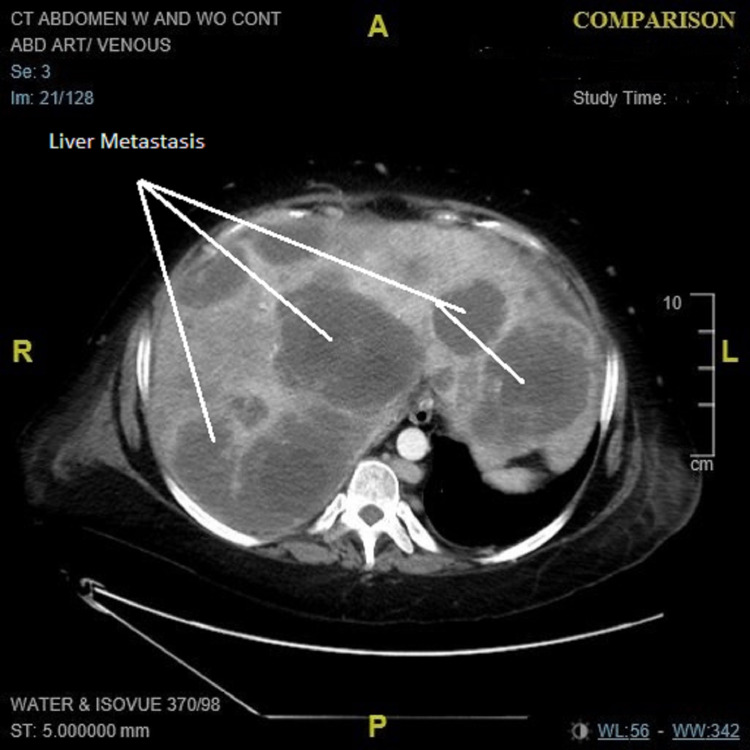 CT ABDOMEN W AND WO CONT
ABD ART/ VENOUS
Se: 3
Im: 21/128
COMPARISON
Study Time:
A
Liver Metastasis
R
L
10
cm
WATER & ISOVUE 370/98
ST: 5.000000 mm
P
WL:56 - WW:342